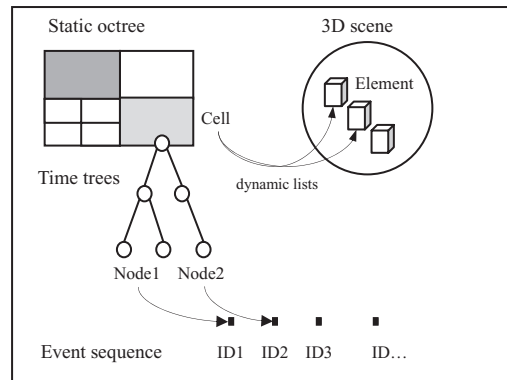 Static octree
3D scene
Element
Cell
Time trees
dynamic lists
Node1
Node2
Event sequence
ID1
ID2
ID3
ID…